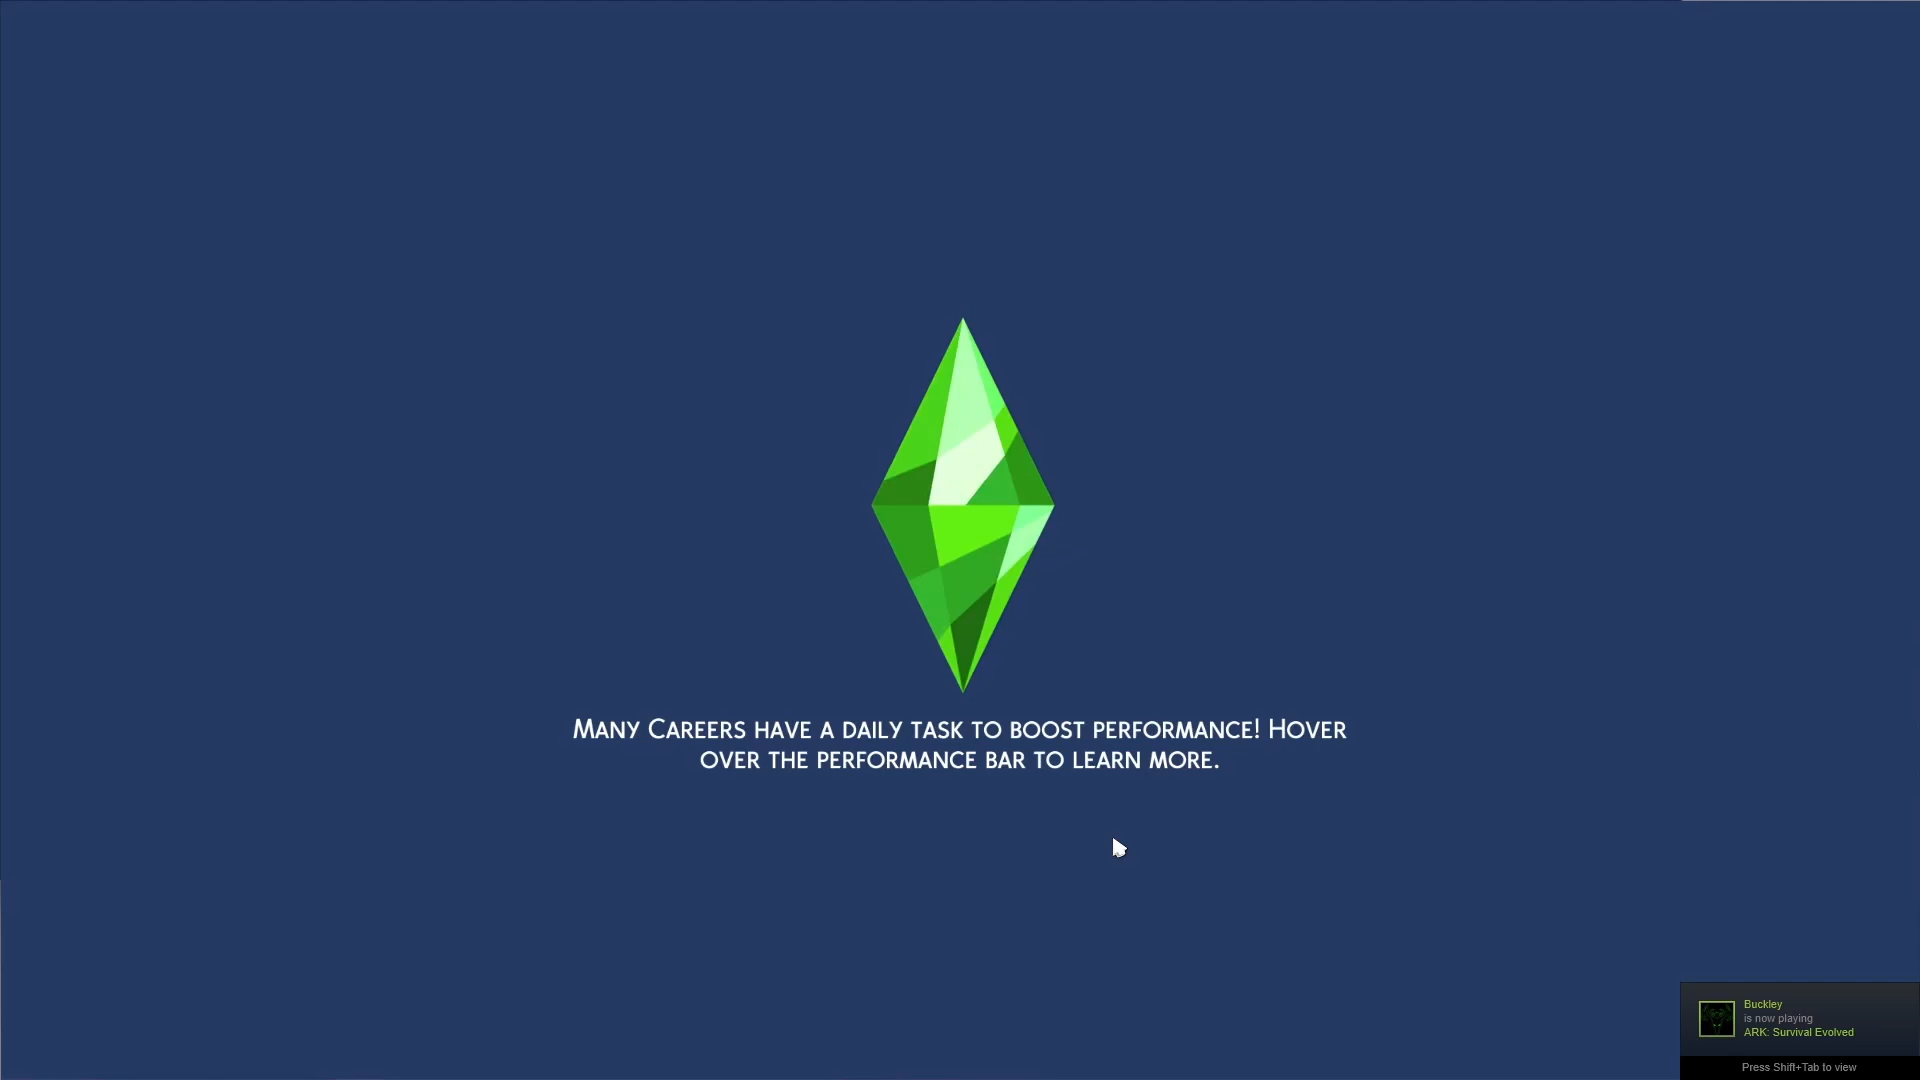 Many Careers have a daily task to boost performance! Hover
over the performance bar to learn more.
Buckley
is now playing
ARK: Survival Evolved
Press Shift+Tab to view